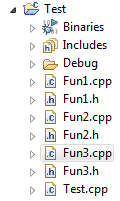 Test
Binaries
Includes
Debug
Fun1.cpp
Fun1.h
Fun2.cpp
Fun2.h
Fun3.cpp
Fun3.h
Test.cpp